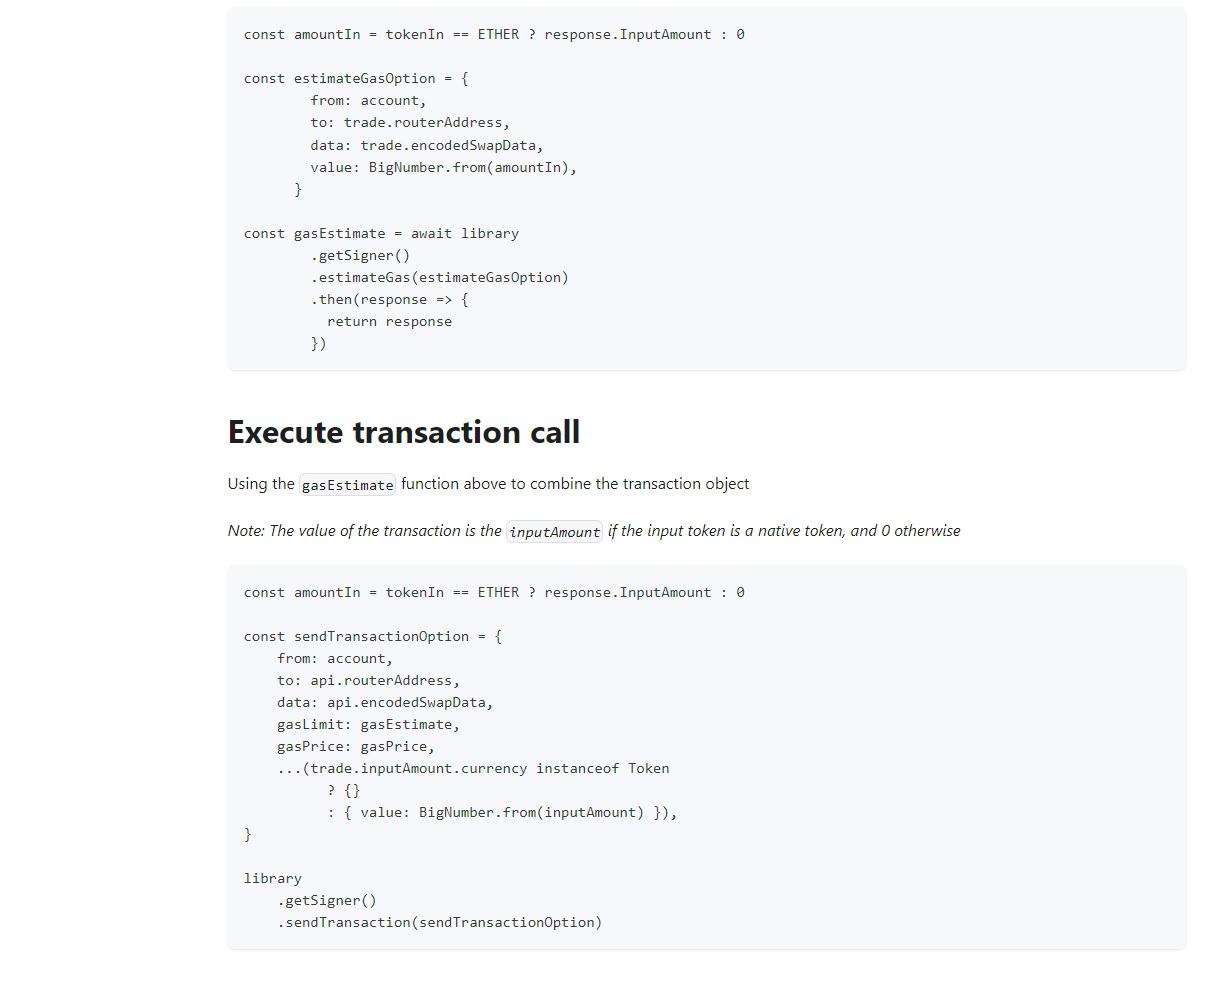 const amountIn = tokenIn == ETHER ? response.InputAmount : 0
const estimateGasOption = {
from: account,
to: trade.routerAddress,
data: trade.encodedSwapData,
value: BigNumber.from(amountIn),
}
const gasEstimate = await library
.getSigner()
.estimateGas(estimateGasOption)
.then(response => {
return response
})
Execute transaction call
Using the gasEstimate function above to combine the transaction object
Note: The value of the transaction is the inputAmount if the input token is a native token, and 0 otherwise
const amountIn = tokenIn == ETHER ? response.InputAmount : 0
const sendTransactionOption = {
from: account,
to: api.routerAddress,
data: api.encodedSwapData,
gasLimit: gasEstimate,
gasPrice: gasPrice,
...(trade.inputAmount.currency instanceof Token
? {}
: { value: BigNumber.from(inputAmount) }),
}
library
.getSigner()
.sendTransaction(sendTransactionOption)